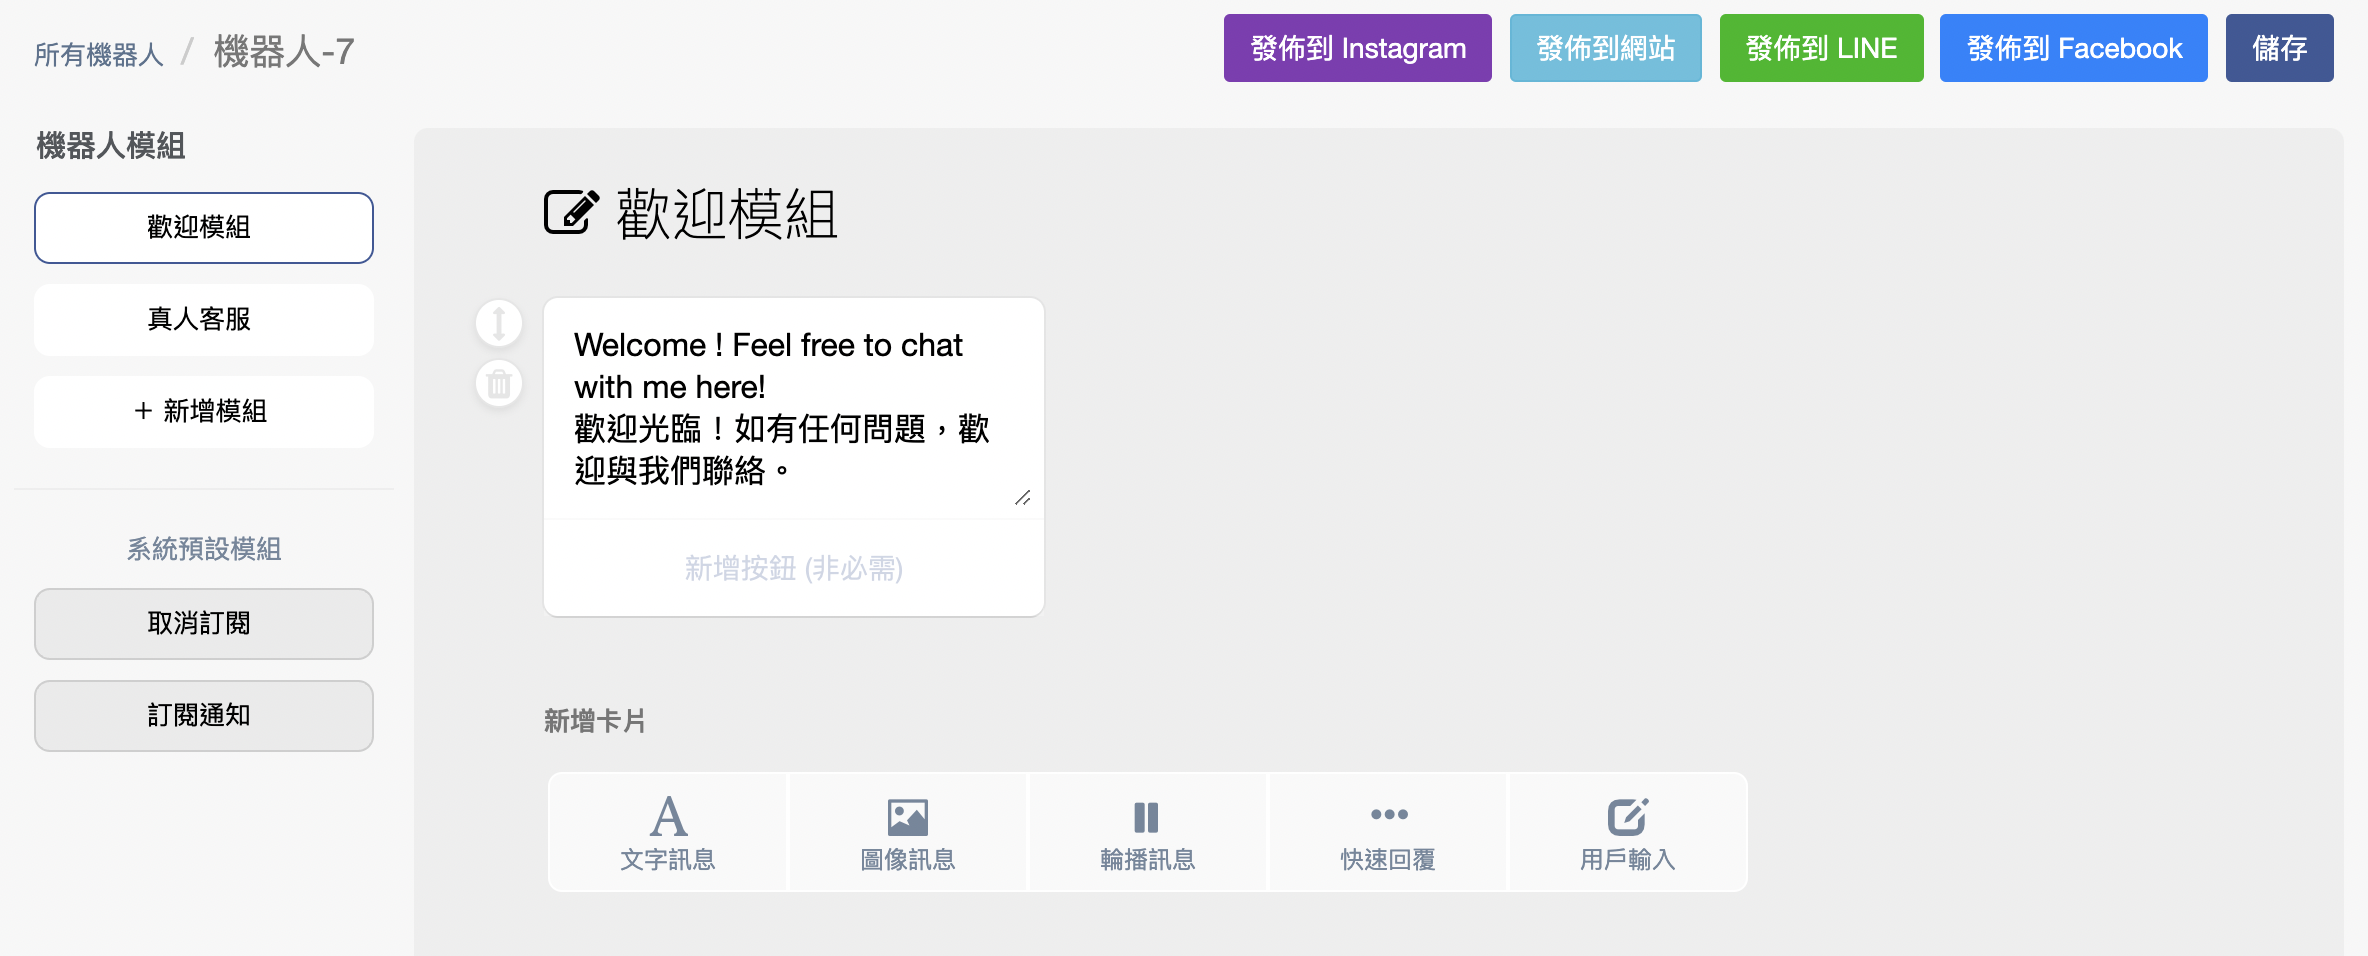 所有機器人 / 機器人-7
發佈到 Instagram
發佈到網站
發佈到 LINE
發佈到 Facebook
儲存
機器人模組
歡迎模組
真人客服
+ 新增模組
系統預設模組
取消訂閱
訂閱通知
歡迎模組
Welcome ! Feel free to chat
with me here!
歡迎光臨！如有任何問題，歡
迎與我們聯絡。
新增按鈕 (非必需)
新增卡片
文字訊息
圖像訊息
輪播訊息
快速回覆
用戶輸入